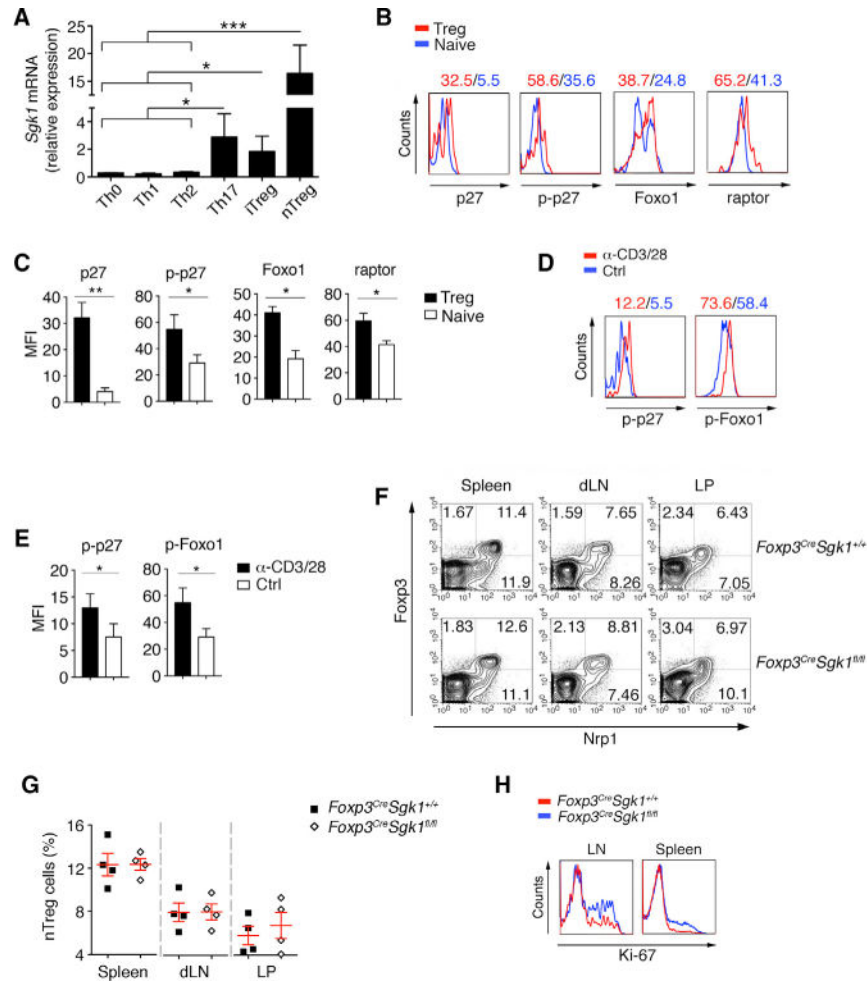 A
Sgk1 mRNA
(relative expression)
25
20
15
10
5
4
2
0
***
*
*
Th0
Th1
Th2
Th17
iTreg
nTreg
B
Treg
Naive
32.5/5.5
58.6/35.6
38.7/24.8
65.2/41.3
Counts
p27
p-p27
Foxo1
raptor
C
p27
p-p27
Foxo1
raptor
**
*
*
*
MFI
40
30
20
10
0
80
60
40
20
0
50
40
30
20
10
0
80
60
40
20
0
Treg
Naive
D
α-CD3/28
Ctrl
12.2/5.5
73.6/58.4
Counts
p-p27
p-Foxo1
E
p-p27
p-Foxo1
*
*
MFI
20
15
10
5
0
80
60
40
20
0
α-CD3/28
Ctrl
F
Spleen
dLN
LP
1.67
11.4
11.9
1.59
7.65
8.26
2.34
6.43
7.05
Foxp3CreSgk1+/+
1.83
12.6
11.1
2.13
8.81
7.46
3.04
6.97
10.1
Foxp3CreSgk1fl/fl
Foxp3
Nrp1
G
Foxp3CreSgk1+/+
Foxp3CreSgk1fl/fl
nTreg cells (%)
16
12
8
4
Spleen
dLN
LP
H
Foxp3CreSgk1+/+
Foxp3CreSgk1fl/fl
LN
Spleen
Counts
Ki-67